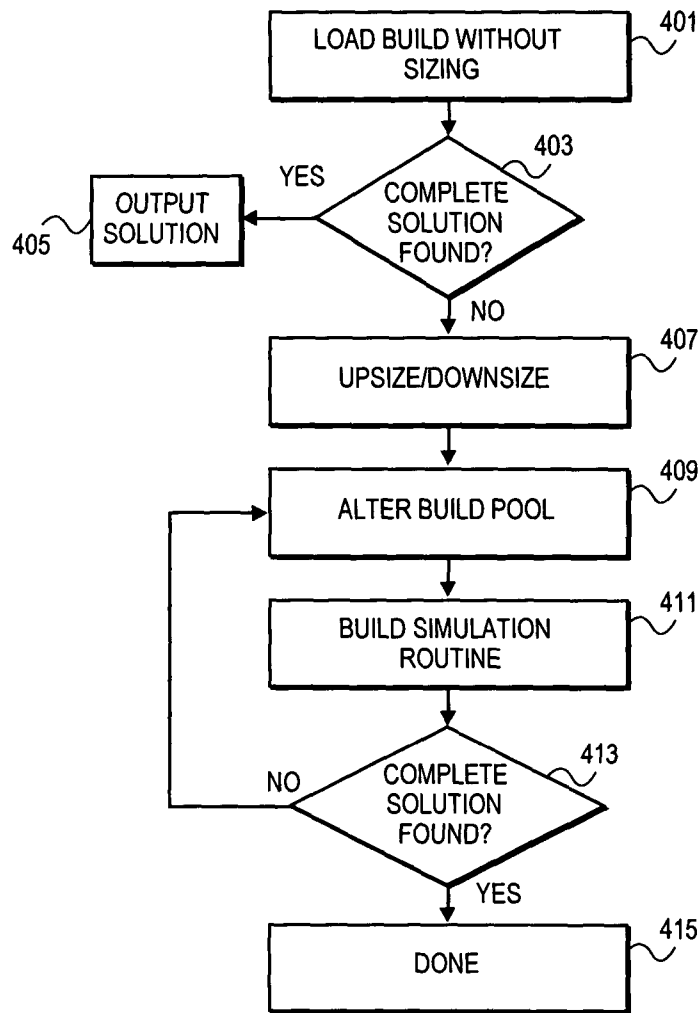 LOAD BUILD WITHOUT
SIZING
401
403
YES
COMPLETE
SOLUTION
FOUND?
OUTPUT
SOLUTION
405
NO
407
UPSIZE/DOWNSIZE
409
ALTER BUILD POOL
411
BUILD SIMULATION
ROUTINE
413
NO
COMPLETE
SOLUTION
FOUND?
YES
415
DONE